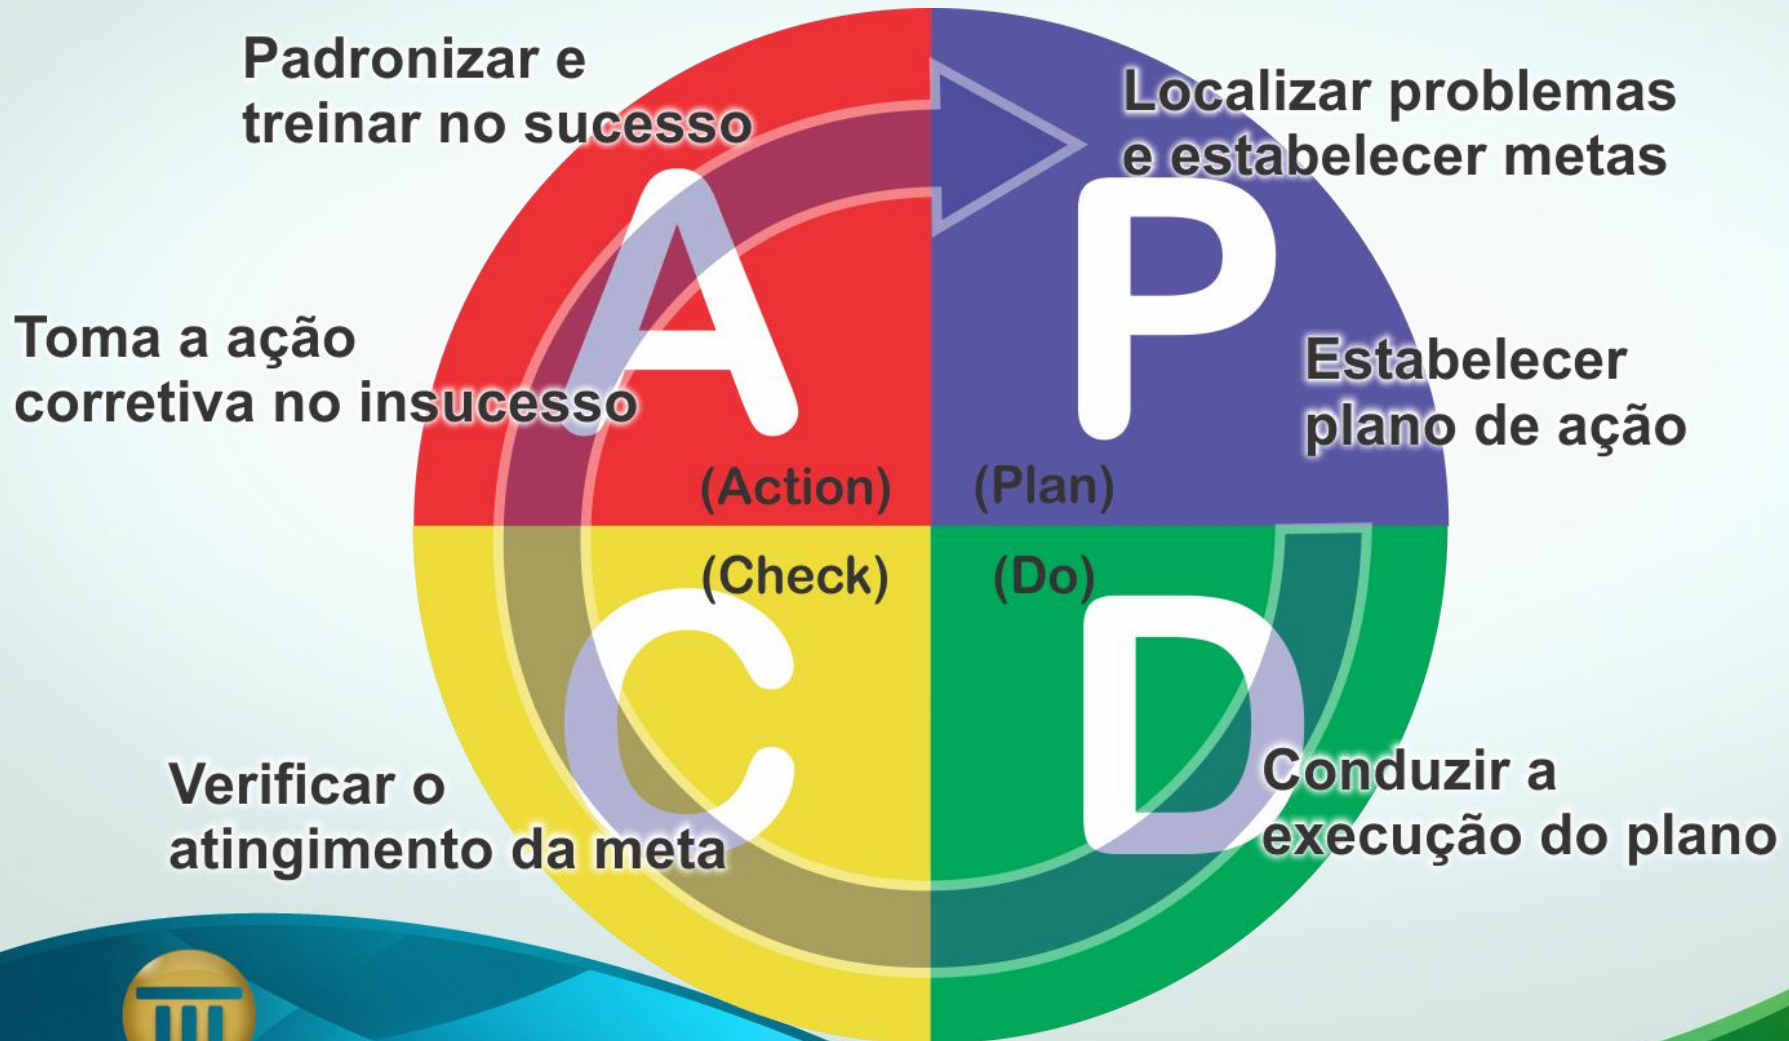 Padronizar e
treinar no sucesso
Localizar problemas
e estabelecer metas
A
P
Toma a ação
corretiva no insucesso
Estabelecer
plano de ação
(Action)
(Plan)
(Check)
(Do)
C
D
Verificar o
atingimento da meta
Conduzir a
execução do plano